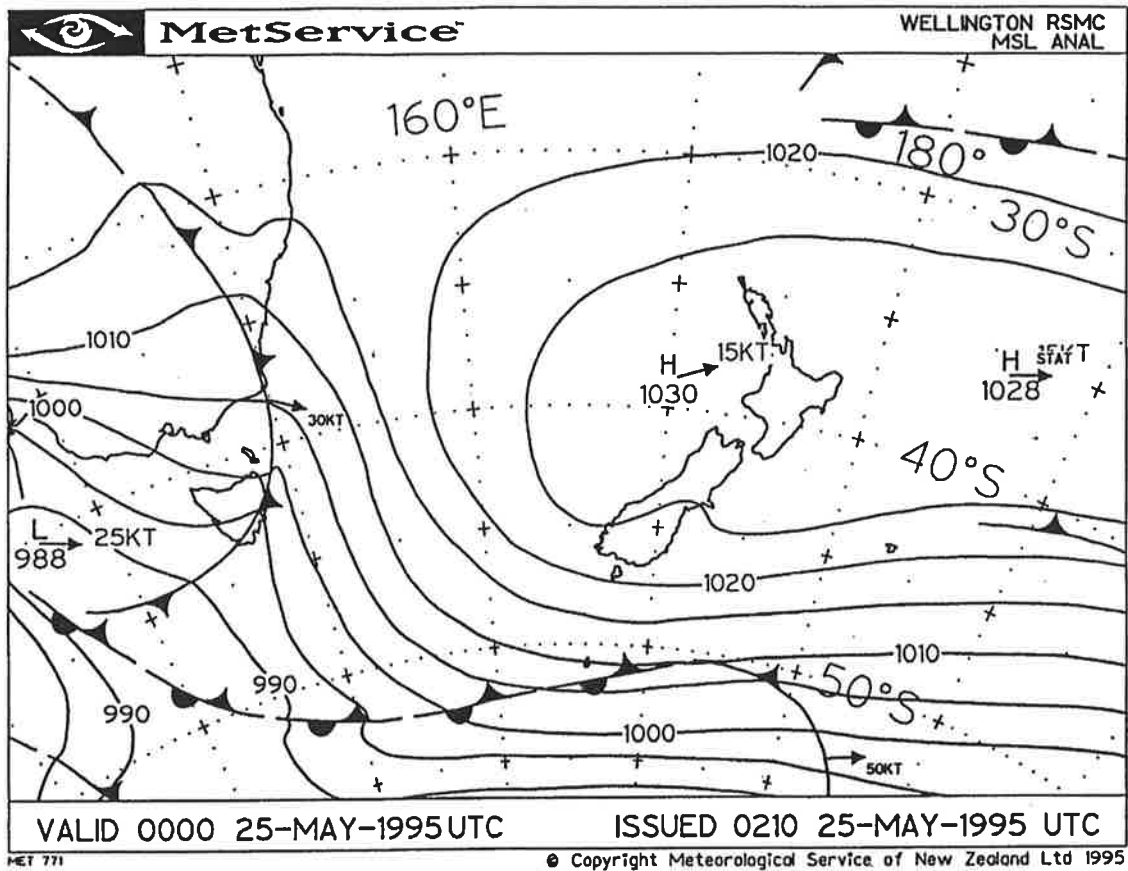 MetService™
WELLINGTON RSMC
MSL ANAL
160°E
180°
1020
30°S
1010
H
15KT
1030
H
STAT
1028
1000
30KT
40°S
L
25KT
988
1020
1010
50°S
990
990
1000
50KT
VALID 0000 25-MAY-1995 UTC
ISSUED 0210 25-MAY-1995 UTC
MET 771
© Copyright Meteorological Service of New Zealand Ltd 1995